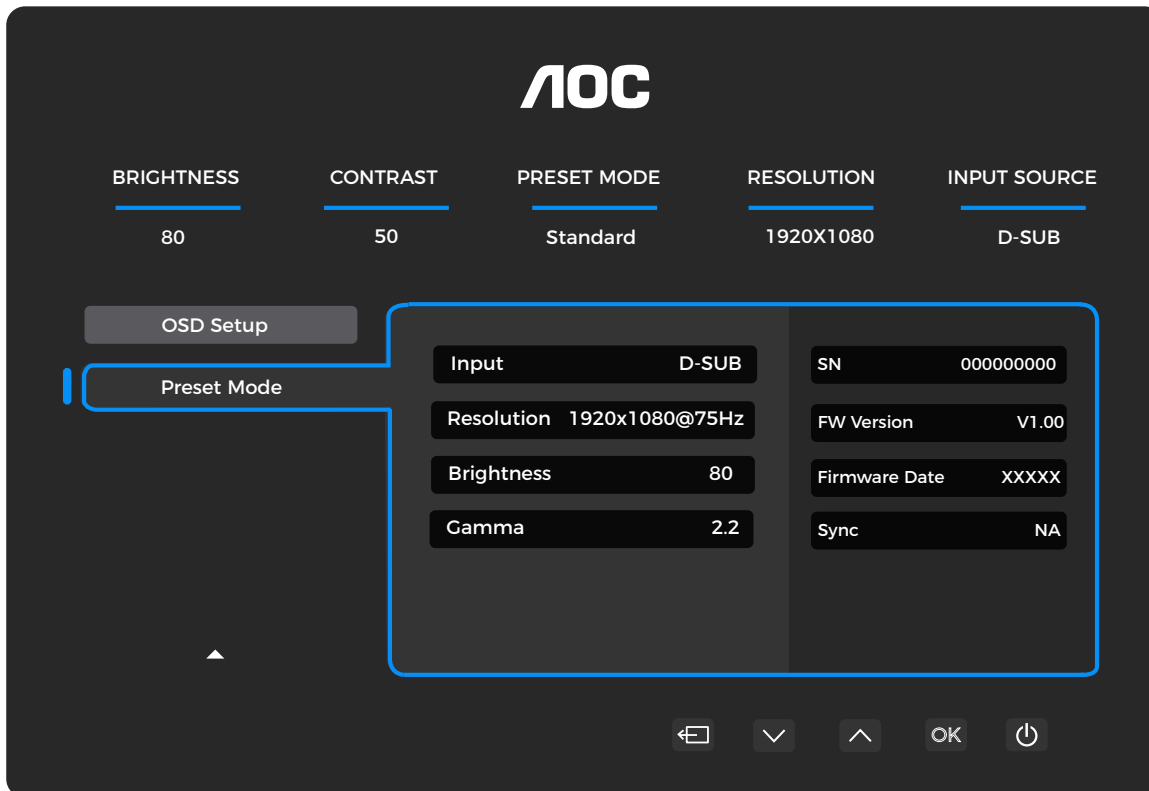 AOC
BRIGHTNESS CONTRAST PRESET MODE RESOLUTION INPUT SOURCE
80 50 Standard 1920X1080 D-SUB
OSD Setup
Preset Mode
Input D-SUB
Resolution 1920x1080@75Hz
Brightness 80
Gamma 2.2
SN 000000000
FW Version V1.00
Firmware Date XXXXX
Sync NA
OK